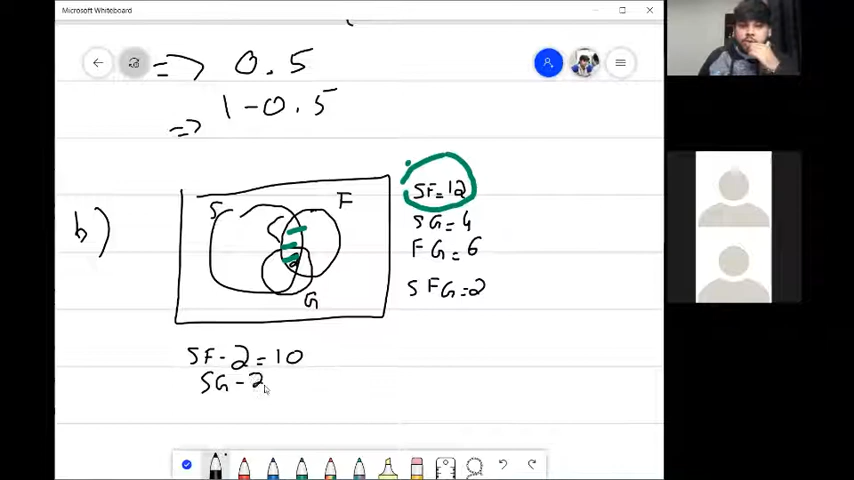 Microsoft Whiteboard
=> 0.5
=> 1-0.5
b)
S
F
G
2
SF=12
SG=4
FG=6
SFG=2
SF-2=10
SG-2